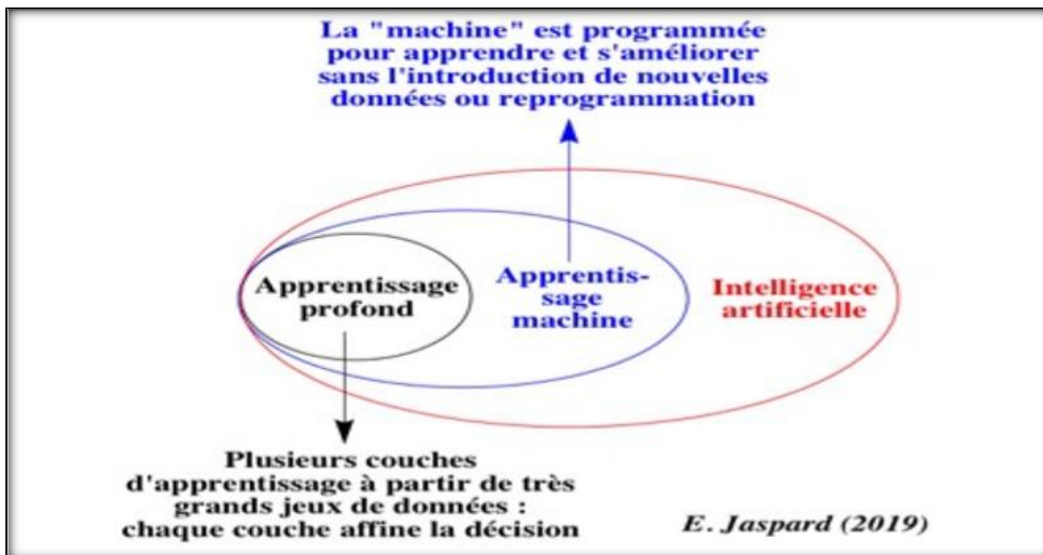 La "machine" est programmée
pour apprendre et s'améliorer
sans l'introduction de nouvelles
données ou reprogrammation
Apprentissage
profond
Apprentis-
sage
machine
Intelligence
artificielle
Plusieurs couches
d'apprentissage à partir de très
grands jeux de données :
chaque couche affine la décision
E. Jaspard (2019)